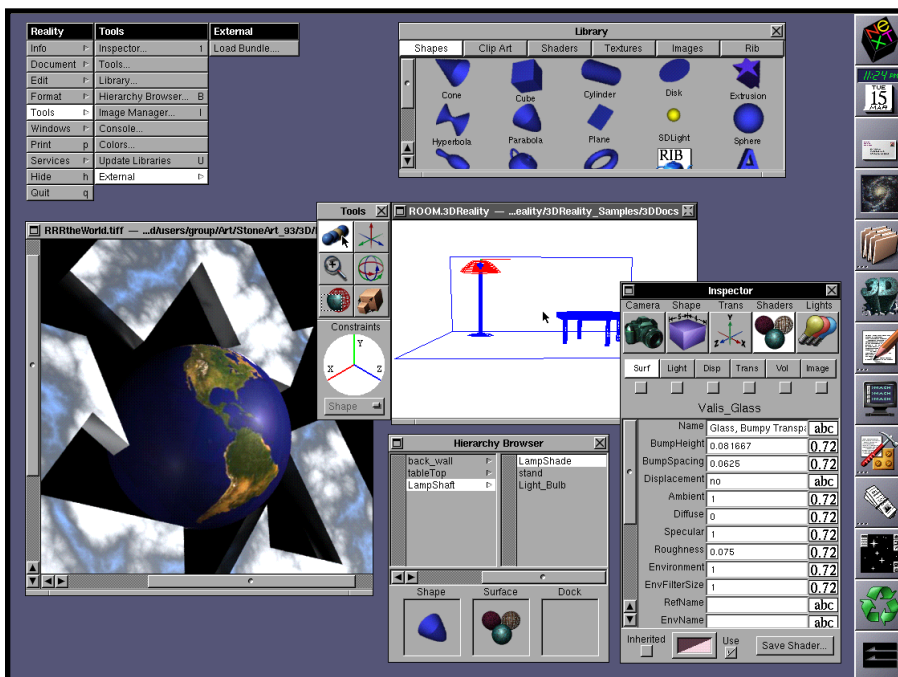 Reality
Info
Document
Edit
Format
Tools
Windows
Print p
Services
Hide h
Quit q
Tools
Inspector... 1
Tools...
Library...
Hierarchy Browser... B
Image Manager... I
Console...
Colors...
Update Libraries U
External
External
Load Bundle....
Library
Shapes Clip Art Shaders Textures Images Rib
Cone Cube Cylinder Disk Extrusion
Hyperbola Parabola Plane SDLight Sphere
RIB
NeXT
11:24 PM
TUE
15
MAR
RRRtheWorld.tiff — ...d/users/group/Art/StoneArt_93/3D/
Tools
Constraints
Y
X Z
Shape
ROOM.3DReality — ...eality/3DReality_Samples/3DDocs
Inspector
Camera Shape Trans Shaders Lights
Surf Light Disp Trans Vol Image
Valis_Glass
Name Glass, Bumpy Transpa abc
BumpHeight 0.081667 0.72
BumpSpacing 0.0625 0.72
Displacement no abc
Ambient 1 0.72
Diffuse 0 0.72
Specular 1 0.72
Roughness 0.075 0.72
Environment 1 0.72
EnvFilterSize 1 0.72
RefName abc
EnvName abc
Inherited Use Save Shader...
Hierarchy Browser
back_wall
tableTop
LampShaft
LampShade
stand
Light_Bulb
Shape Surface Dock
3D